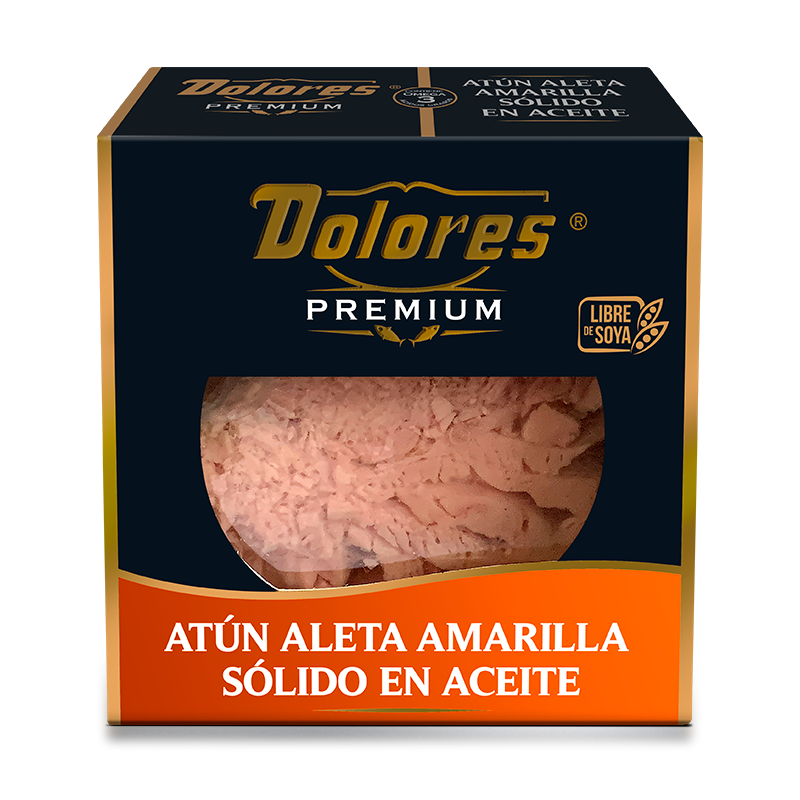 Dolores®
PREMIUM
OMEGA
3
ATÚN ALETA
AMARILLA
SÓLIDO
EN ACEITE
Dolores®
PREMIUM
LIBRE
DE SOYA
ATÚN ALETA AMARILLA
SÓLIDO EN ACEITE